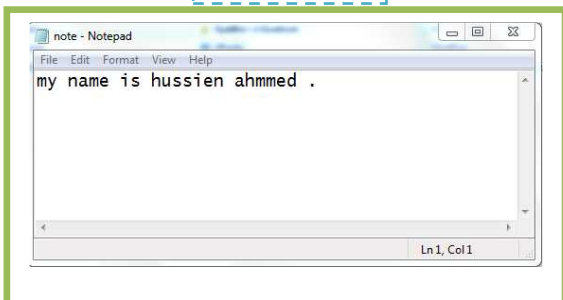 note - Notepad
File Edit Format View Help
my name is hussien ahmmed .
Ln 1, Col 1